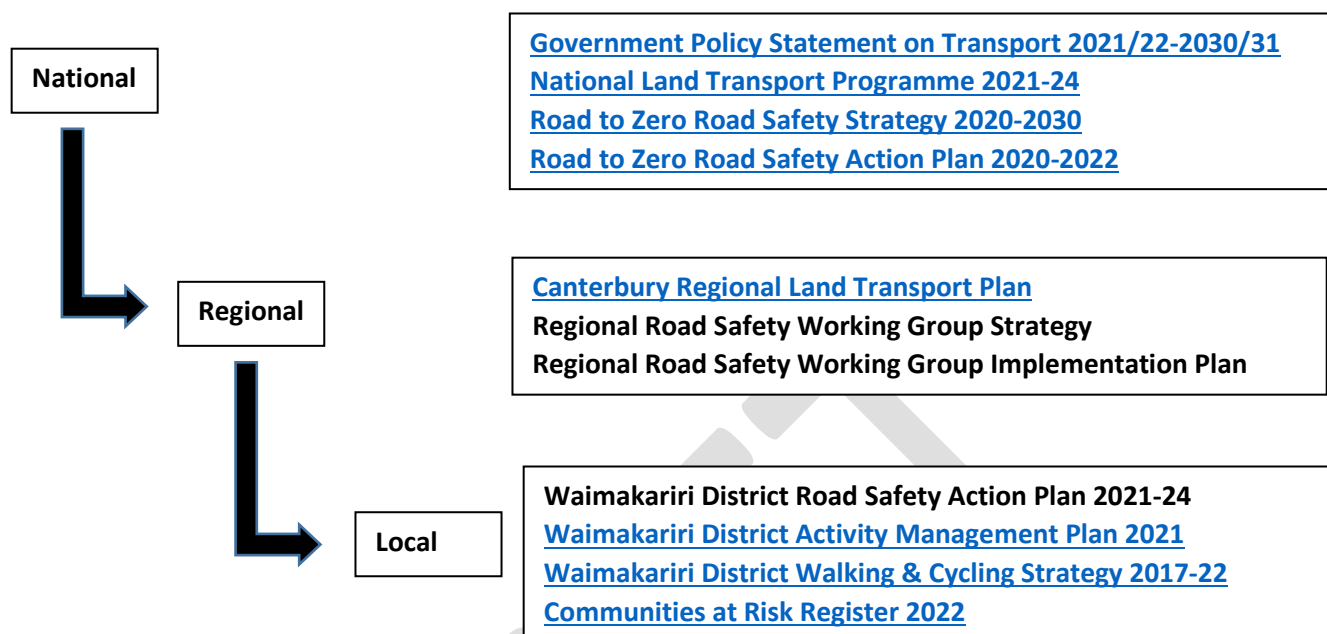 National
Government Policy Statement on Transport 2021/22-2030/31
National Land Transport Programme 2021-24
Road to Zero Road Safety Strategy 2020-2030
Road to Zero Road Safety Action Plan 2020-2022
Regional
Canterbury Regional Land Transport Plan
Regional Road Safety Working Group Strategy
Regional Road Safety Working Group Implementation Plan
Local
Waimakariri District Road Safety Action Plan 2021-24
Waimakariri District Activity Management Plan 2021
Waimakariri District Walking & Cycling Strategy 2017-22
Communities at Risk Register 2022